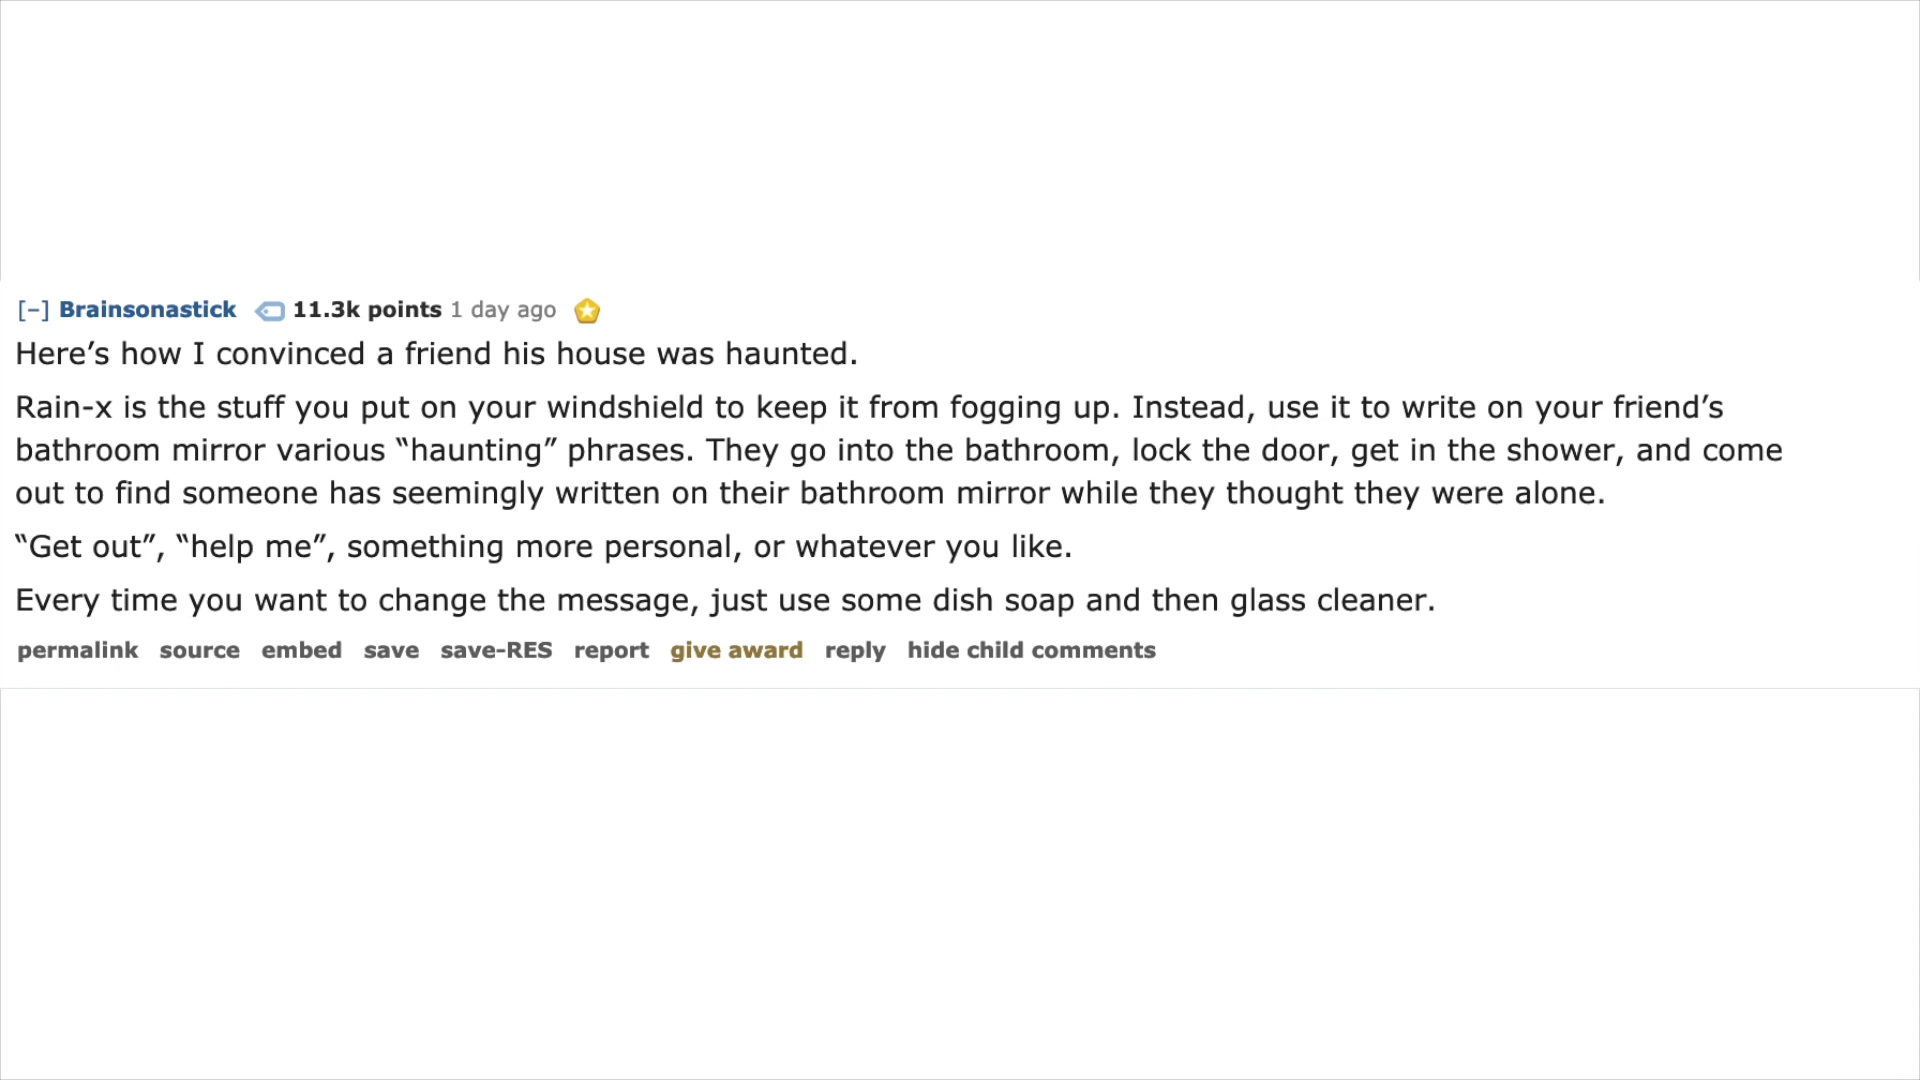 [–] Brainsonastick 11.3k points 1 day ago
Here’s how I convinced a friend his house was haunted.
Rain-x is the stuff you put on your windshield to keep it from fogging up. Instead, use it to write on your friend’s
bathroom mirror various “haunting” phrases. They go into the bathroom, lock the door, get in the shower, and come
out to find someone has seemingly written on their bathroom mirror while they thought they were alone.
“Get out”, “help me”, something more personal, or whatever you like.
Every time you want to change the message, just use some dish soap and then glass cleaner.
permalink source embed save save-RES report give award reply hide child comments